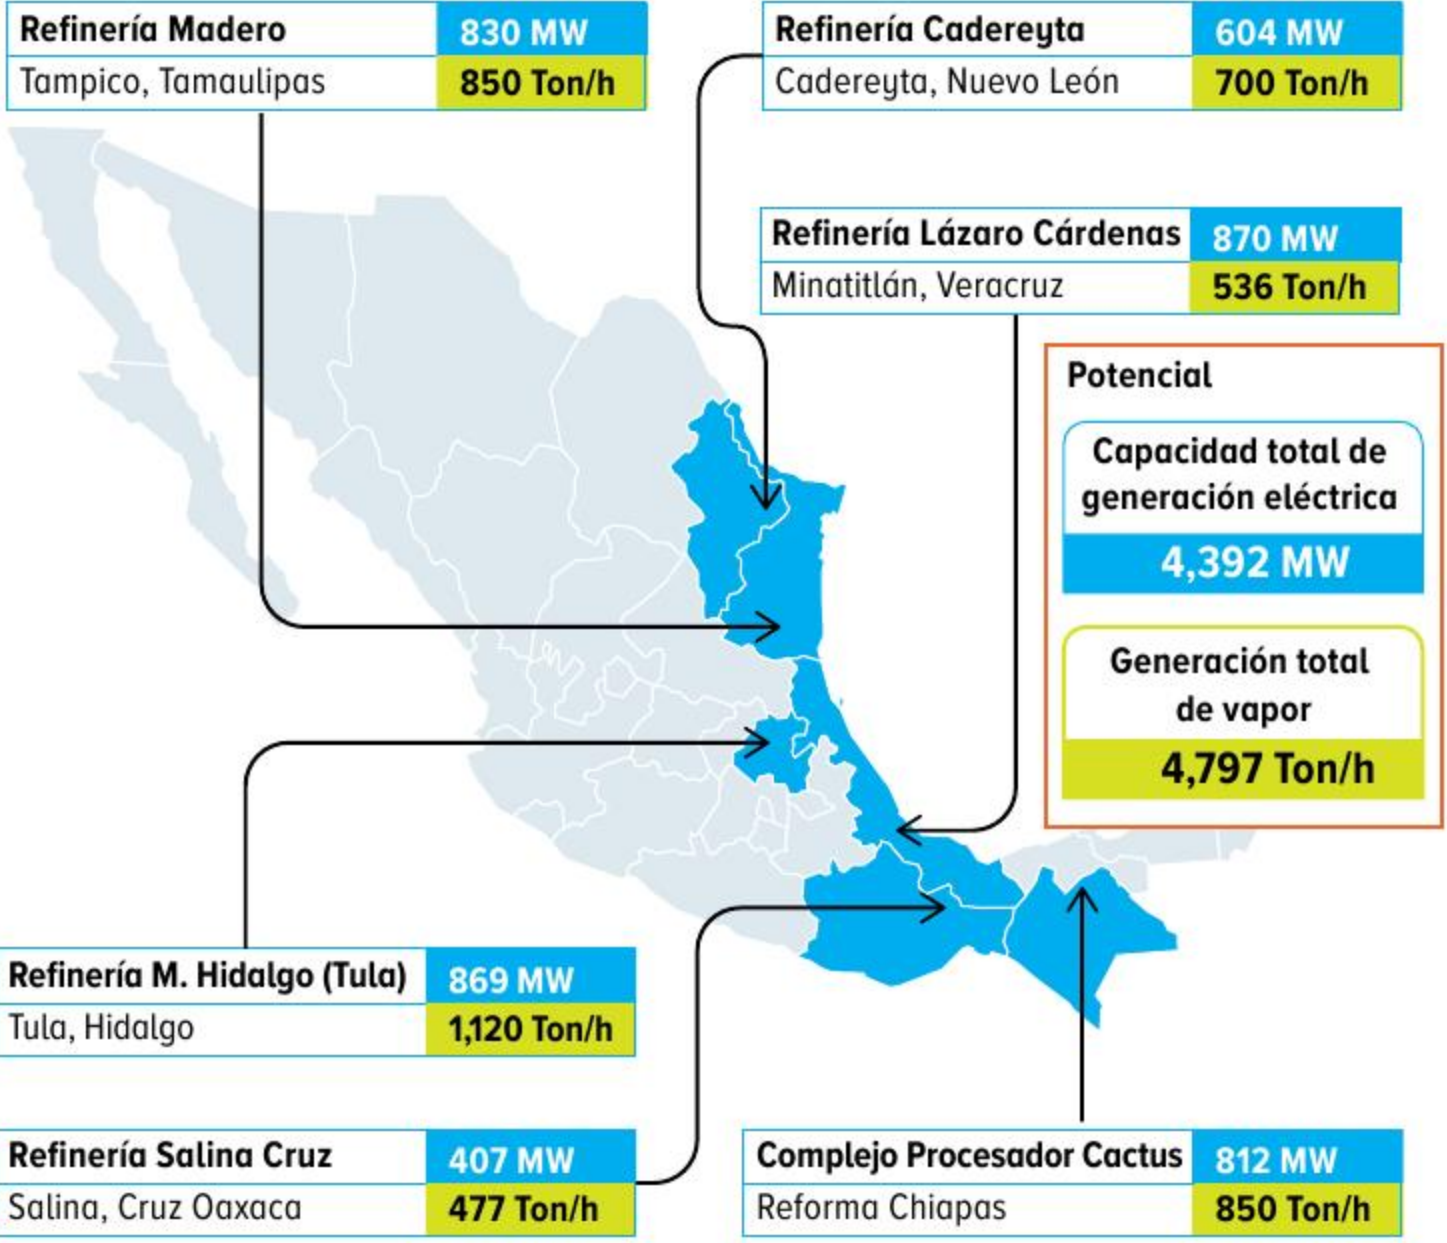 Refinería Madero
830 MW
Tampico, Tamaulipas
850 Ton/h
Refinería Cadereyta
604 MW
Cadereyta, Nuevo León
700 Ton/h
Refinería Lázaro Cárdenas
870 MW
Minatitlán, Veracruz
536 Ton/h
Potencial
Capacidad total de
generación eléctrica
4,392 MW
Generación total
de vapor
4,797 Ton/h
Refinería M. Hidalgo (Tula)
869 MW
Tula, Hidalgo
1,120 Ton/h
Refinería Salina Cruz
407 MW
Salina, Cruz Oaxaca
477 Ton/h
Complejo Procesador Cactus
812 MW
Reforma Chiapas
850 Ton/h